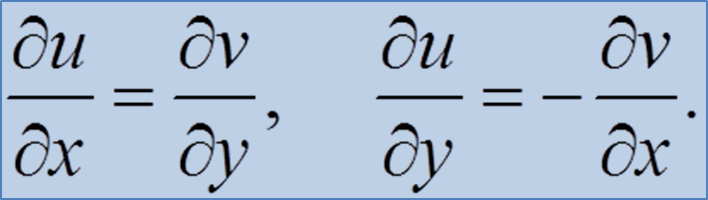 ∂u/∂x = ∂v/∂y, ∂u/∂y = −∂v/∂x.